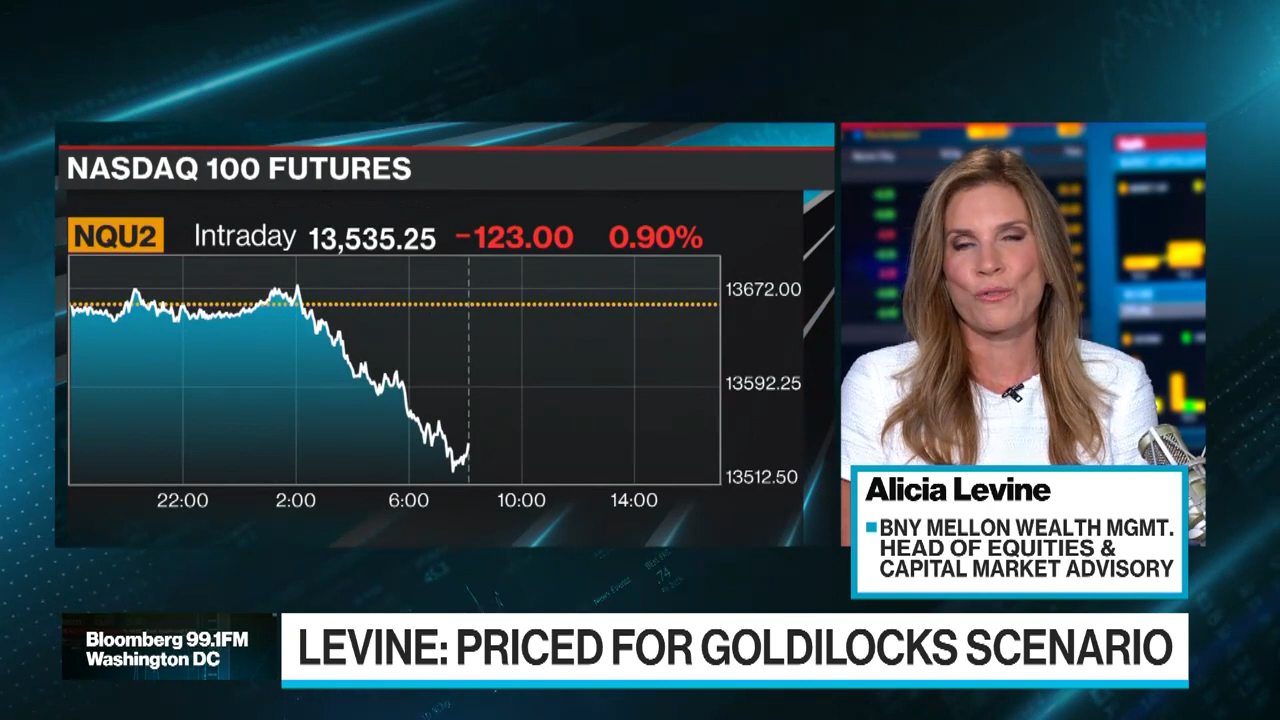 NASDAQ 100 FUTURES
NQU2 Intraday 13,535.25 -123.00 0.90%
13672.00
13592.25
13512.50
22:00 2:00 6:00 10:00 14:00
Alicia Levine
BNY MELLON WEALTH MGMT.
HEAD OF EQUITIES &
CAPITAL MARKET ADVISORY
Bloomberg 99.1FM
Washington DC
LEVINE: PRICED FOR GOLDILOCKS SCENARIO